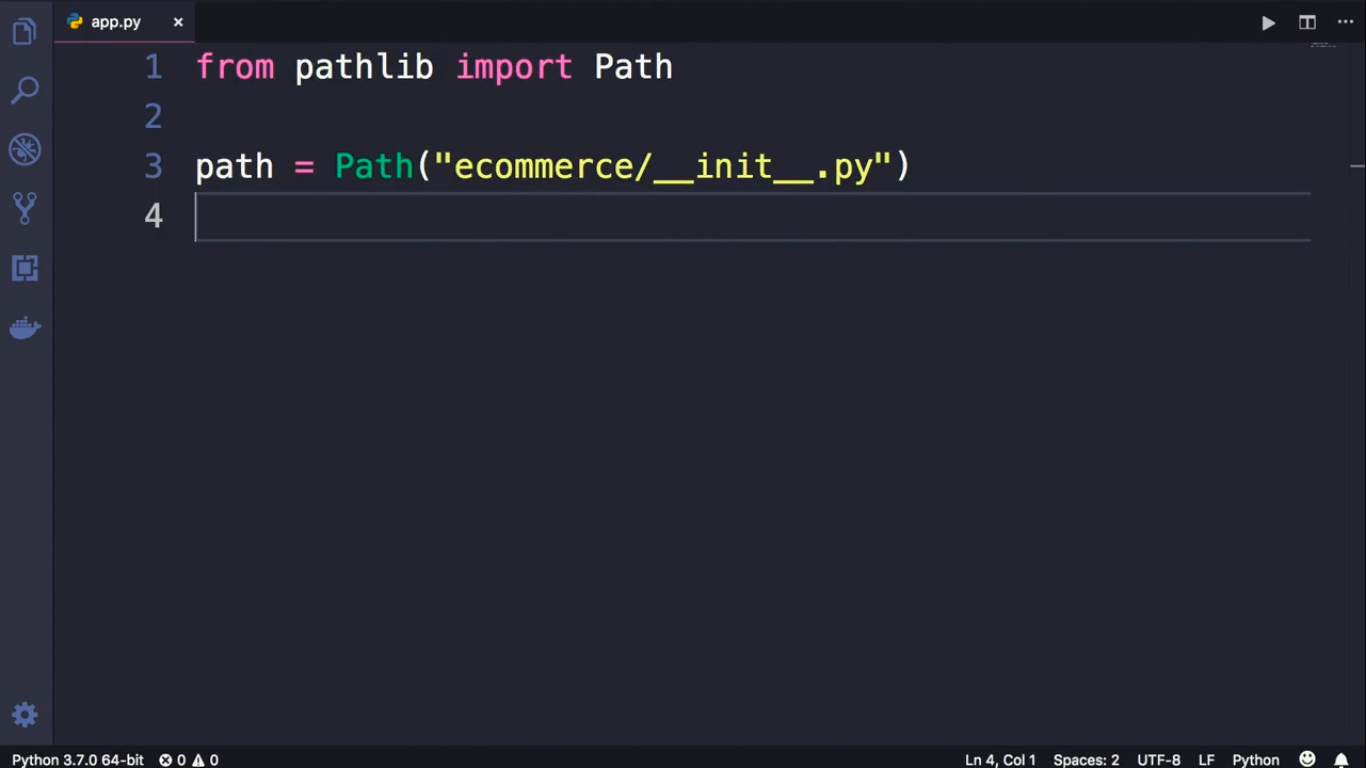 app.py
1 from pathlib import Path
2
3 path = Path("ecommerce/__init__.py")
4
Python 3.7.0 64-bit 0 0 Ln 4, Col 1 Spaces: 2 UTF-8 LF Python